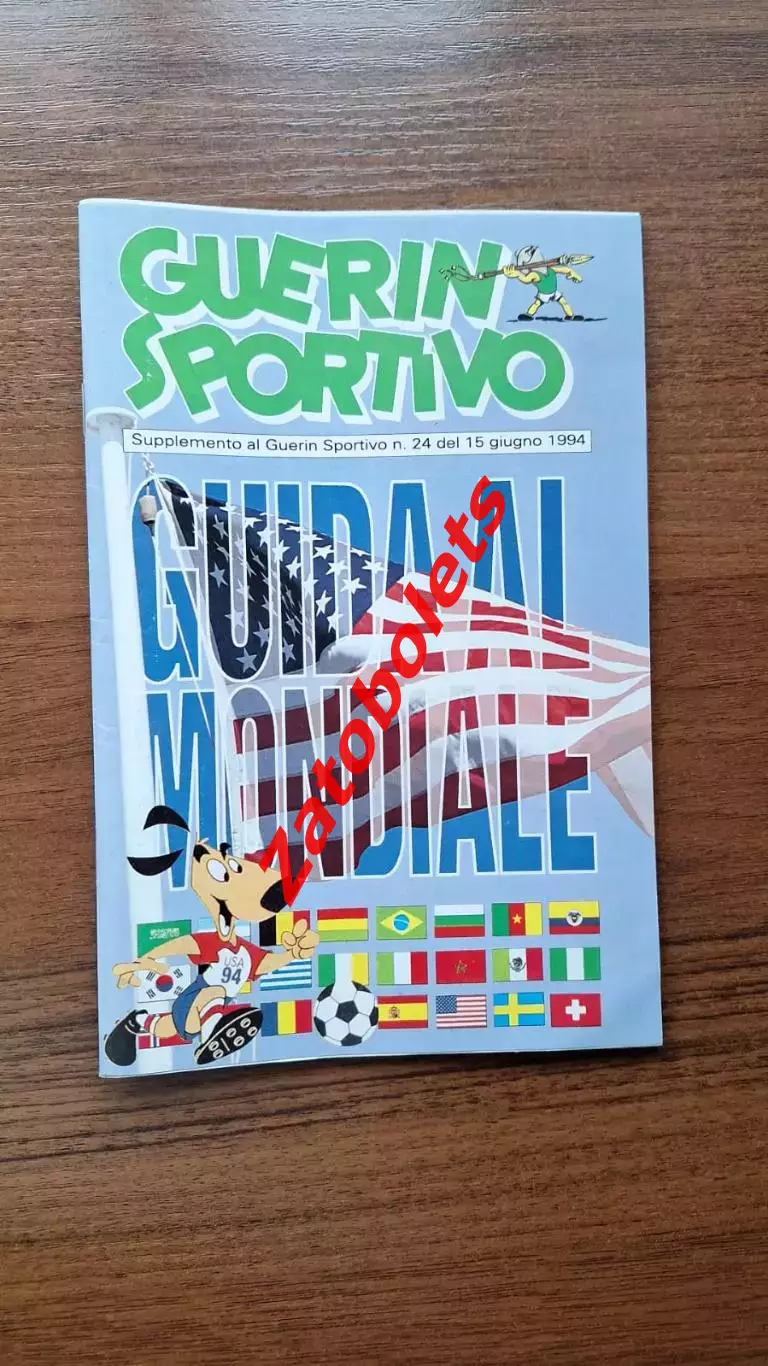 GUERIN
SPORTIVO
Supplemento al Guerin Sportivo n. 24 del 15 giugno 1994
GUIDA AL
MONDIALE
Zatobolets
USA
94